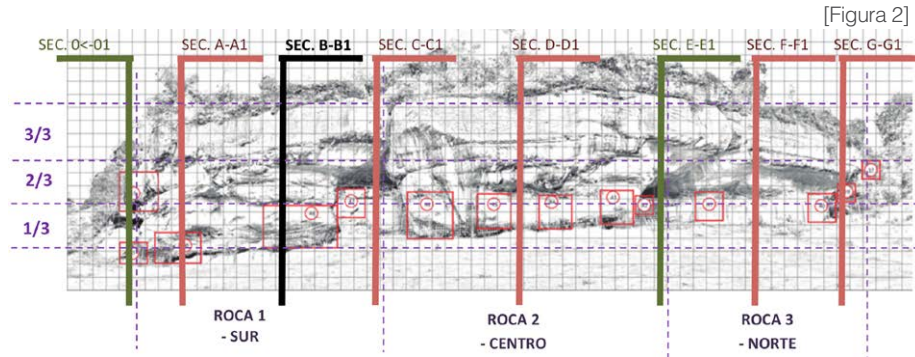 [Figura 2]
SEC. 0<-01
SEC. A-A1
SEC. B-B1
SEC. C-C1
SEC. D-D1
SEC. E-E1
SEC. F-F1
SEC. G-G1
3/3
2/3
1/3
ROCA 1
- SUR
ROCA 2
- CENTRO
ROCA 3
- NORTE